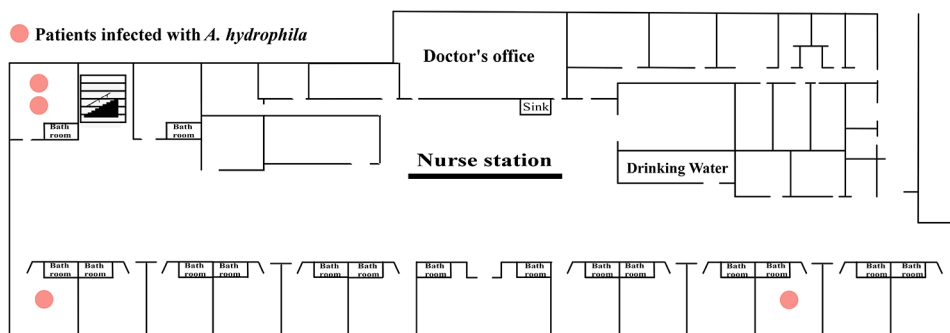 Patients infected with A. hydrophila
Doctor's office
Sink
Bath
room
Bath
room
Nurse station
Drinking Water
Bath
room
Bath
room
Bath
room
Bath
room
Bath
room
Bath
room
Bath
room
Bath
room
Bath
room
Bath
room
Bath
room
Bath
room
Bath
room
Bath
room